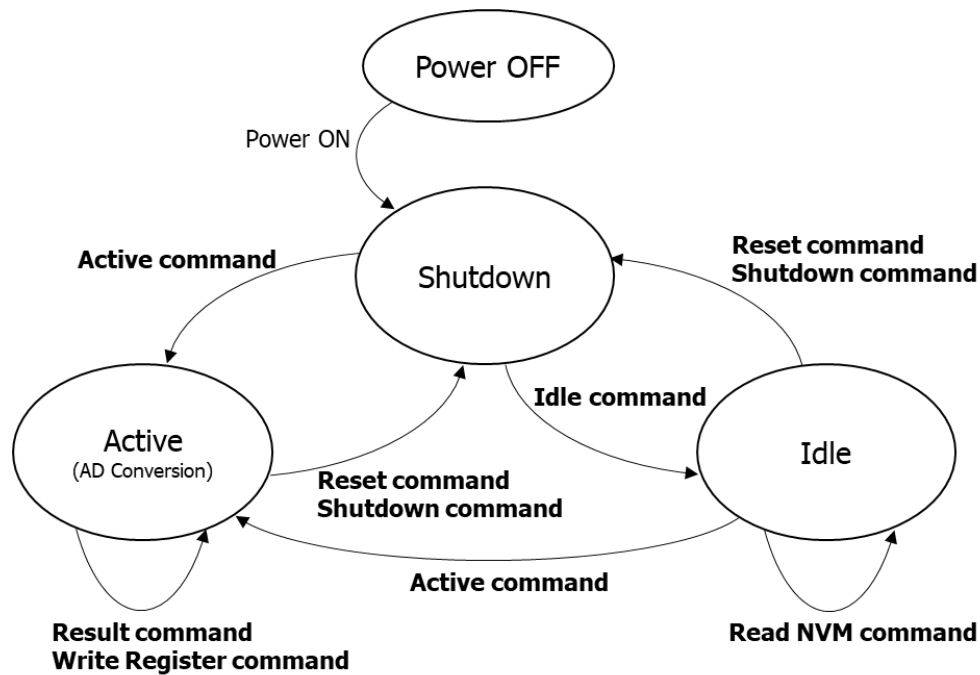 Power OFF
Power ON
Shutdown
Active command
Reset command
Shutdown command
Idle command
Active
(AD Conversion)
Idle
Reset command
Shutdown command
Active command
Result command
Write Register command
Read NVM command